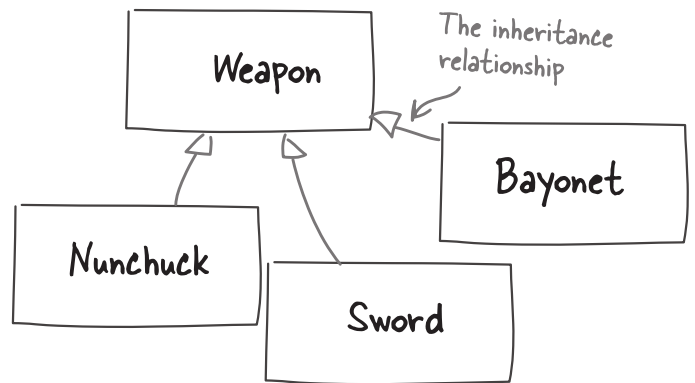 The inheritance
relationship
Weapon
Bayonet
Nunchuck
Sword